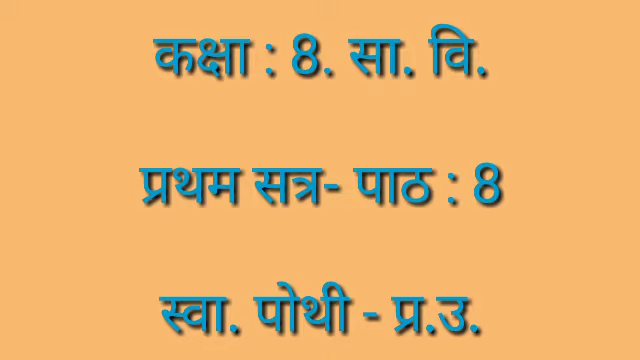 कक्षा : 8. सा. वि.
प्रथम सत्र- पाठ : 8
स्वा. पोथी - प्र.उ.